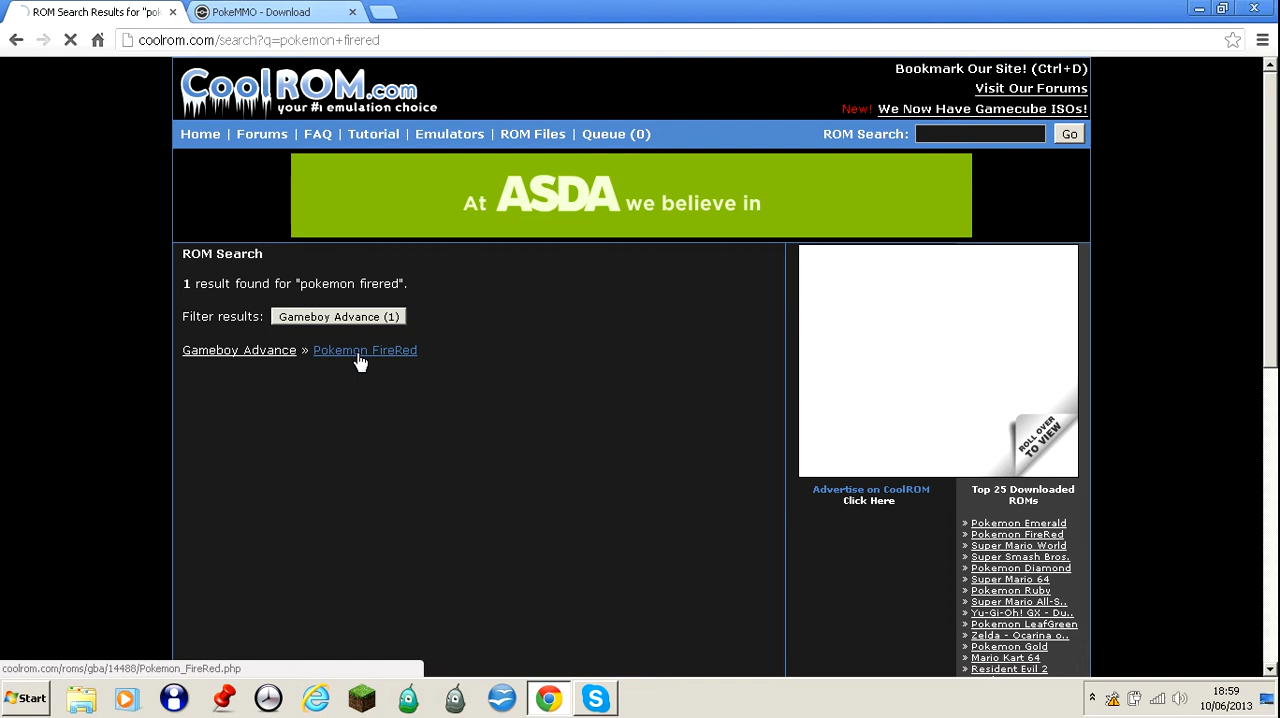 ROM Search Results for "pok
PokeMMO - Download
coolrom.com/search?q=pokemon+firered
CoolROM.com
your #1 emulation choice
Bookmark Our Site! (Ctrl+D)
Visit Our Forums
New! We Now Have Gamecube ISOs!
Home | Forums | FAQ | Tutorial | Emulators | ROM Files | Queue (0)
ROM Search: Go
At ASDA we believe in
ROM Search
1 result found for "pokemon firered".
Filter results: Gameboy Advance (1)
Gameboy Advance » Pokemon FireRed
ROLL OVER
TO VIEW
Advertise on CoolROM
Click Here
Top 25 Downloaded
ROMs
» Pokemon Emerald
» Pokemon FireRed
» Super Mario World
» Super Smash Bros.
» Pokemon Diamond
» Super Mario 64
» Pokemon Ruby
» Super Mario All-S..
» Yu-Gi-Oh! GX - Du..
» Pokemon LeafGreen
» Zelda - Ocarina o..
» Pokemon Gold
» Mario Kart 64
» Resident Evil 2
coolrom.com/roms/gba/14488/Pokemon_FireRed.php
Start
18:59
10/06/2013